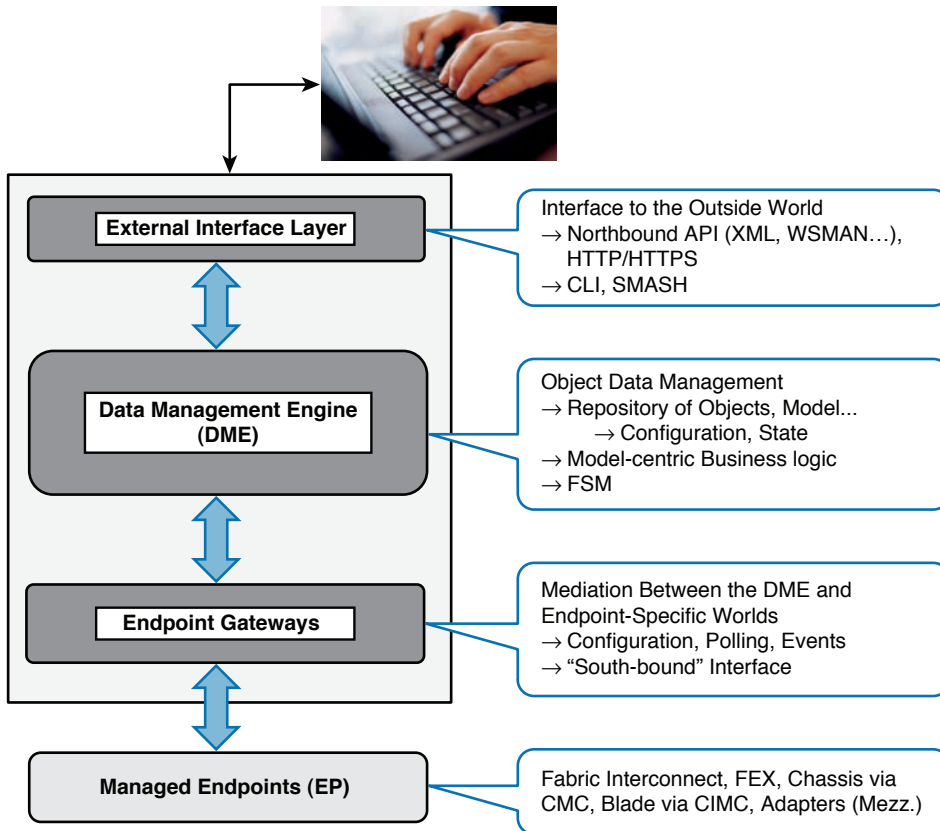 External Interface Layer
Interface to the Outside World
→ Northbound API (XML, WSMAN…),
HTTP/HTTPS
→ CLI, SMASH
Data Management Engine
(DME)
Object Data Management
→ Repository of Objects, Model...
→ Configuration, State
→ Model-centric Business logic
→ FSM
Endpoint Gateways
Mediation Between the DME and
Endpoint-Specific Worlds
→ Configuration, Polling, Events
→ “South-bound” Interface
Managed Endpoints (EP)
Fabric Interconnect, FEX, Chassis via
CMC, Blade via CIMC, Adapters (Mezz.)